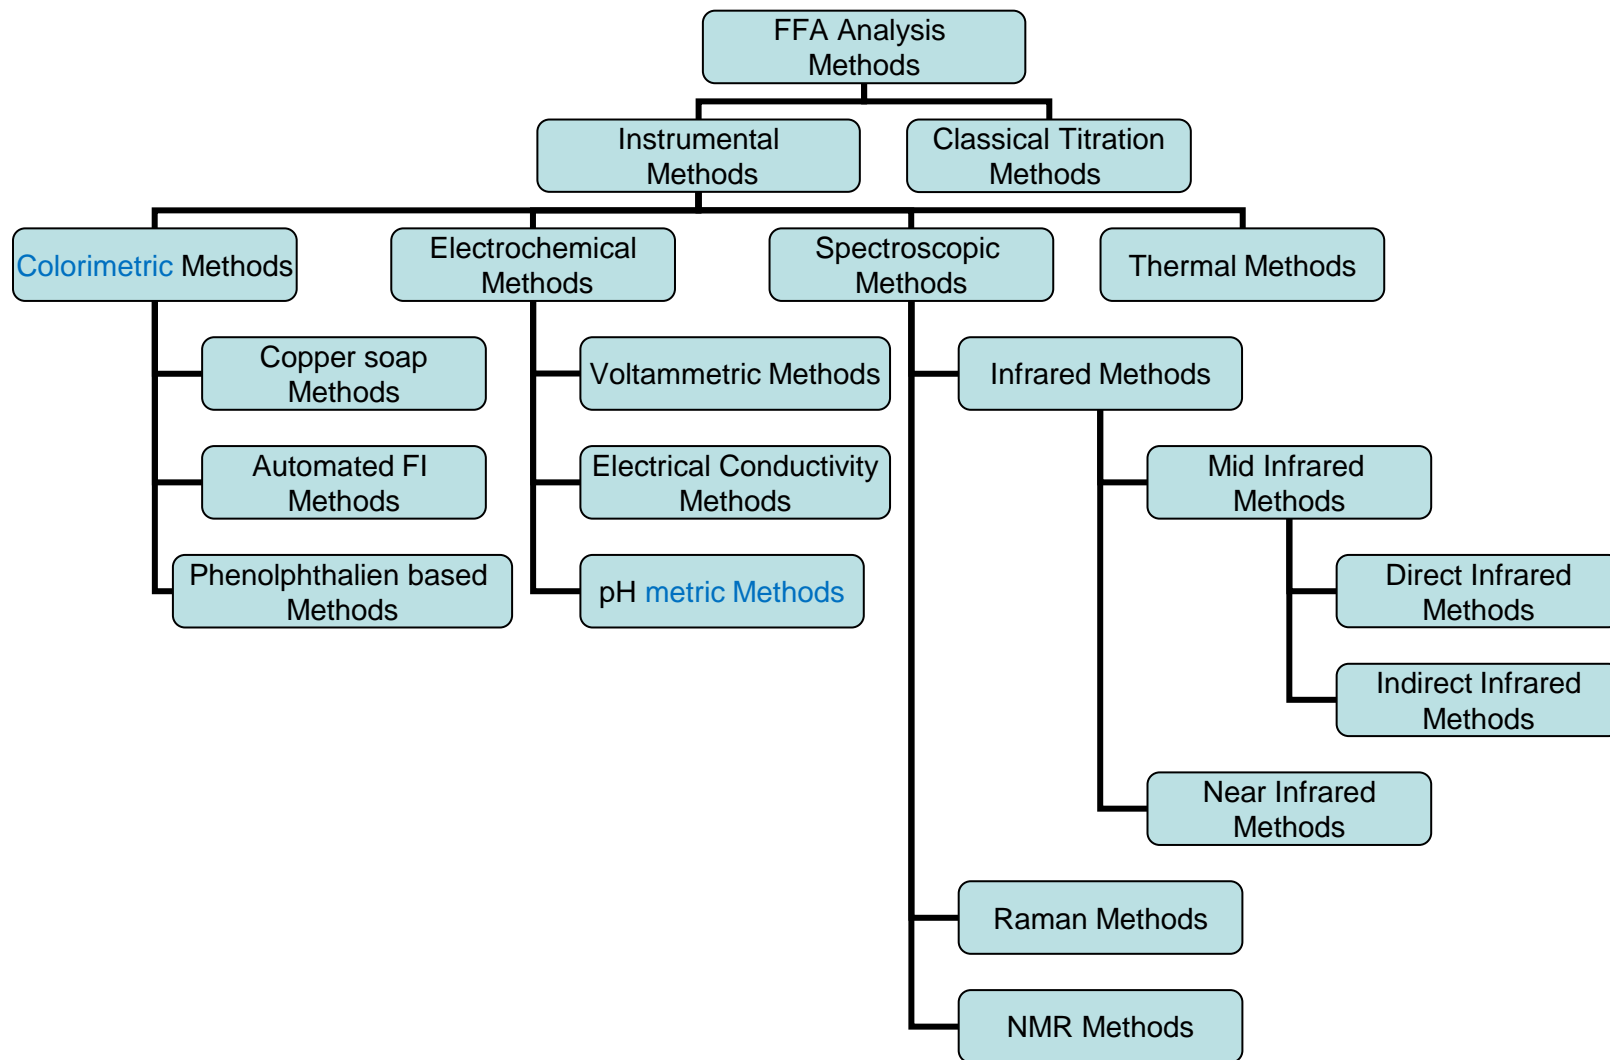 FFA Analysis
Methods
Instrumental
Methods
Classical Titration
Methods
Colorimetric Methods
Electrochemical
Methods
Spectroscopic
Methods
Thermal Methods
Copper soap
Methods
Voltammetric Methods
Infrared Methods
Automated FI
Methods
Electrical Conductivity
Methods
Mid Infrared
Methods
Phenolphthalien based
Methods
pH metric Methods
Direct Infrared
Methods
Indirect Infrared
Methods
Near Infrared
Methods
Raman Methods
NMR Methods